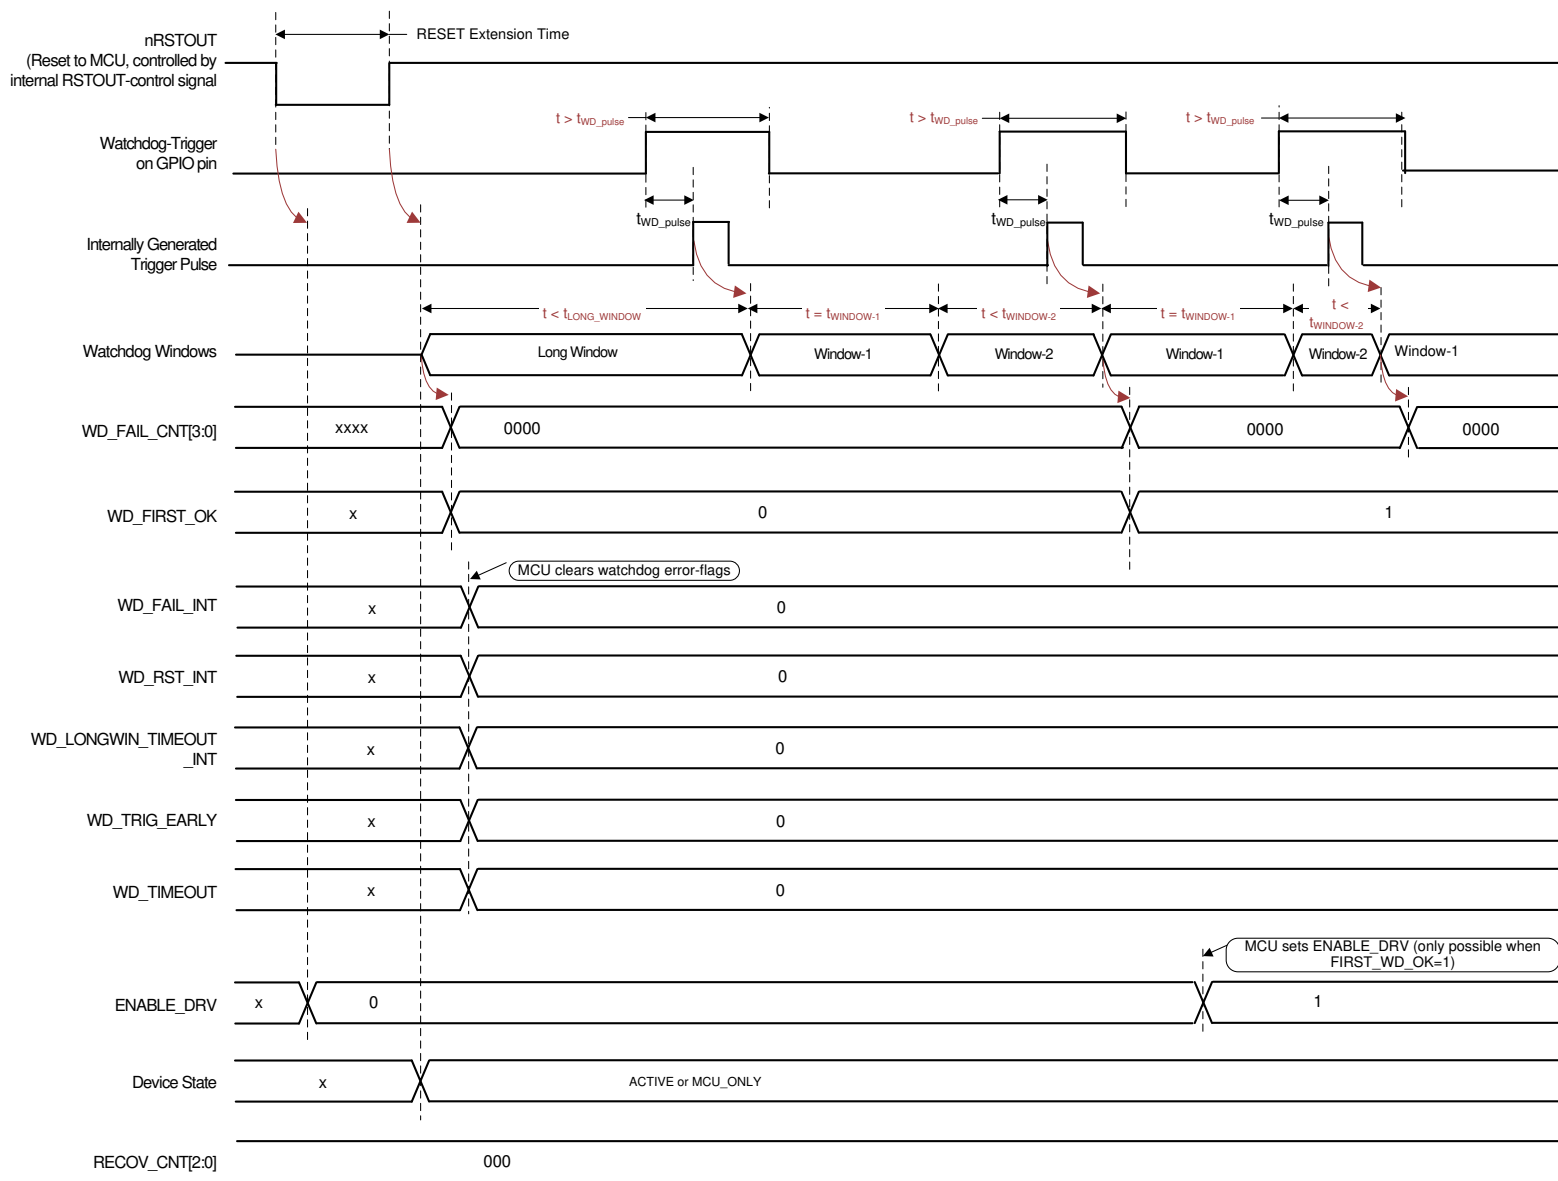 nRSTOUT
(Reset to MCU, controlled by
internal RSTOUT-control signal
RESET Extension Time
Watchdog-Trigger
on GPIO pin
t > tWD_pulse
t > tWD_pulse
t > tWD_pulse
tWD_pulse
tWD_pulse
tWD_pulse
Internally Generated
Trigger Pulse
t < tLONG_WINDOW
t = tWINDOW-1
t < tWINDOW-2
t = tWINDOW-1
t <
tWINDOW-2
Watchdog Windows
Long Window
Window-1
Window-2
Window-1
Window-2
Window-1
WD_FAIL_CNT[3:0]
xxxx
0000
0000
0000
WD_FIRST_OK
x
0
1
MCU clears watchdog error-flags
WD_FAIL_INT
x
0
WD_RST_INT
x
0
WD_LONGWIN_TIMEOUT
_INT
x
0
WD_TRIG_EARLY
x
0
WD_TIMEOUT
x
0
MCU sets ENABLE_DRV (only possible when
FIRST_WD_OK=1)
ENABLE_DRV
x
0
1
Device State
x
ACTIVE or MCU_ONLY
RECOV_CNT[2:0]
000